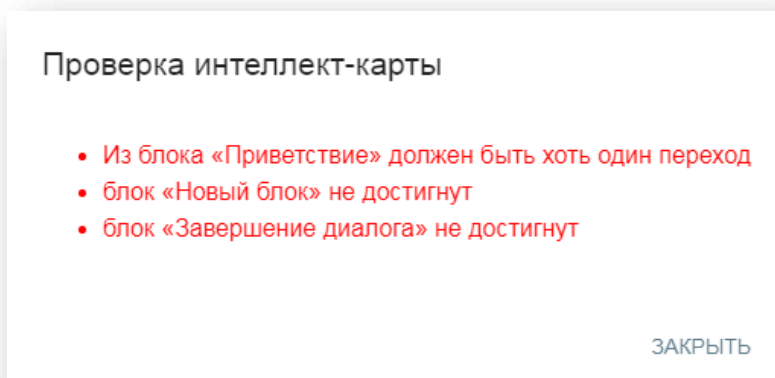 Проверка интеллект-карты
• Из блока «Приветствие» должен быть хоть один переход
• блок «Новый блок» не достигнут
• блок «Завершение диалога» не достигнут
ЗАКРЫТЬ